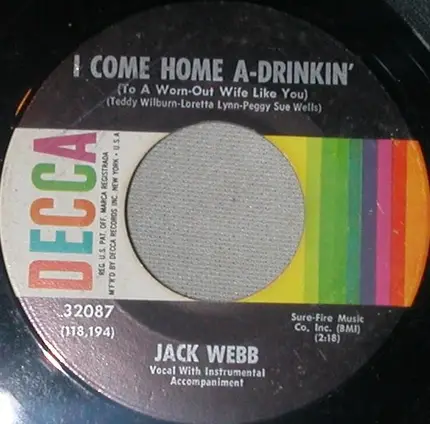 I COME HOME A-DRINKIN'
(To A Worn-Out Wife Like You)
(Teddy Wilburn-Loretta Lynn-Peggy Sue Wells)
DECCA
REG. U.S. PAT. OFF. MARCA REGISTRADA
M'F'R'D BY DECCA RECORDS INC. NEW YORK • U.S.A
32087
(118,194)
Sure-Fire Music
Co, Inc. (BMI)
(2:18)
JACK WEBB
Vocal With Instrumental
Accompaniment